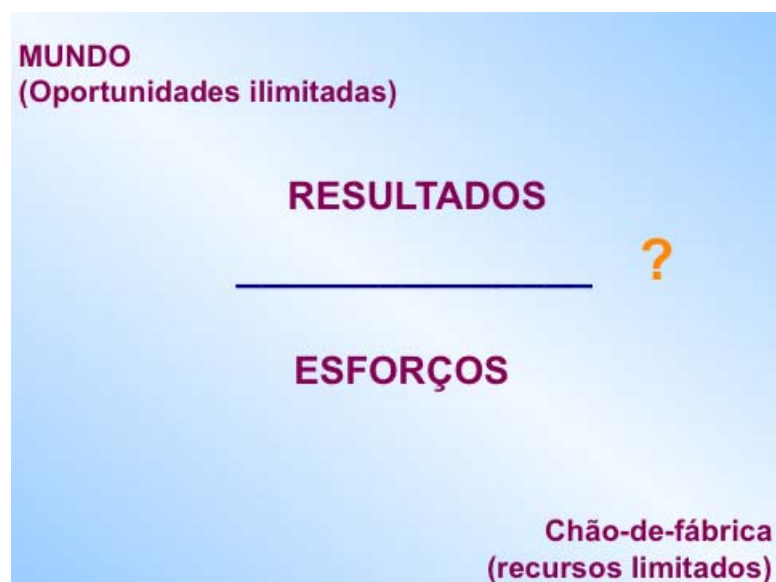 MUNDO
(Oportunidades ilimitadas)
RESULTADOS
?
ESFORÇOS
Chão-de-fábrica
(recursos limitados)